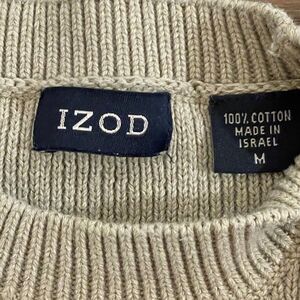 IZOD
100% COTTON
MADE IN
ISRAEL
M